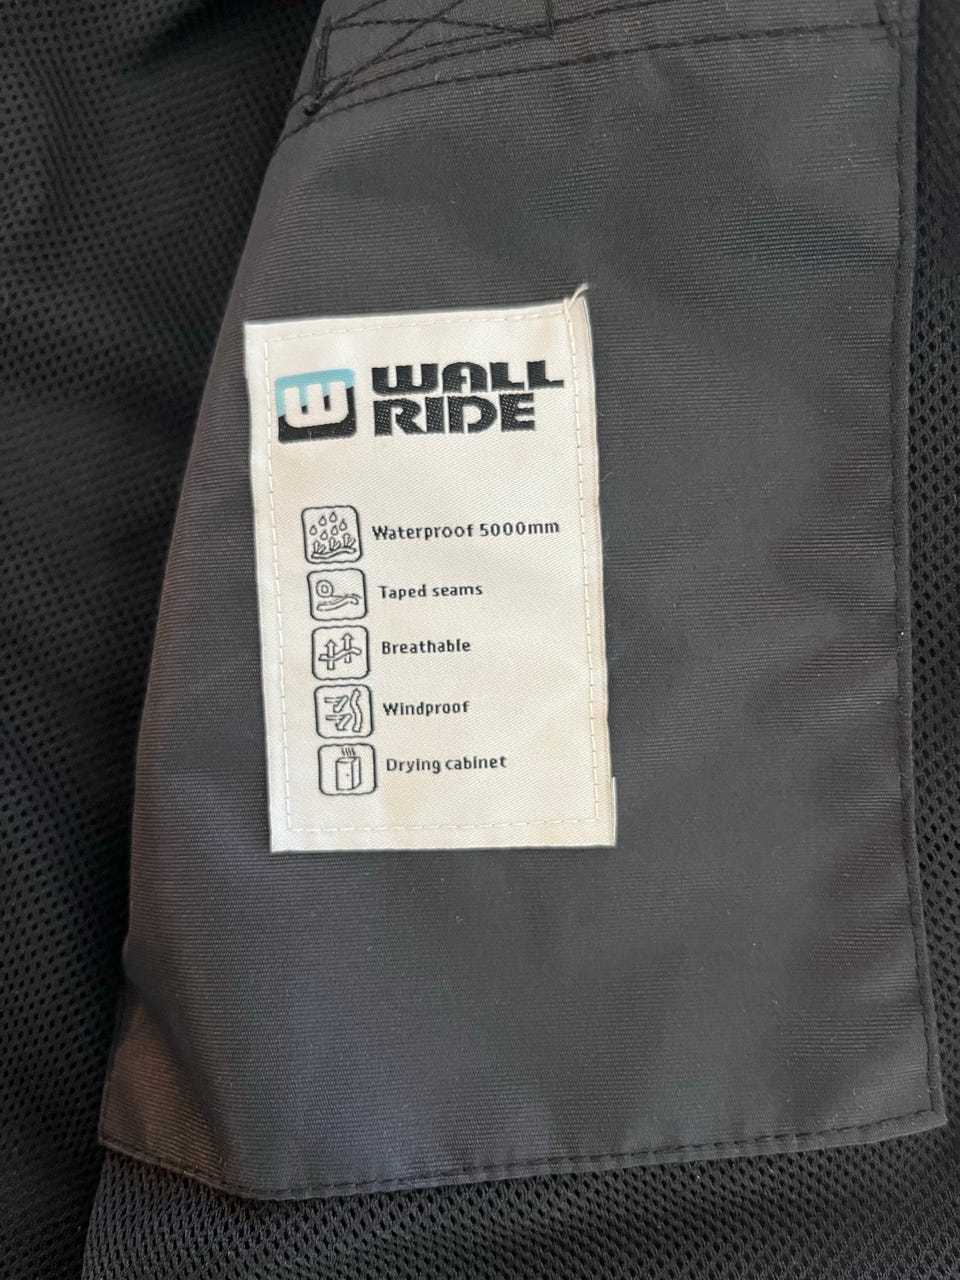 WALL
RIDE
Waterproof 5000mm
Taped seams
Breathable
Windproof
Drying cabinet